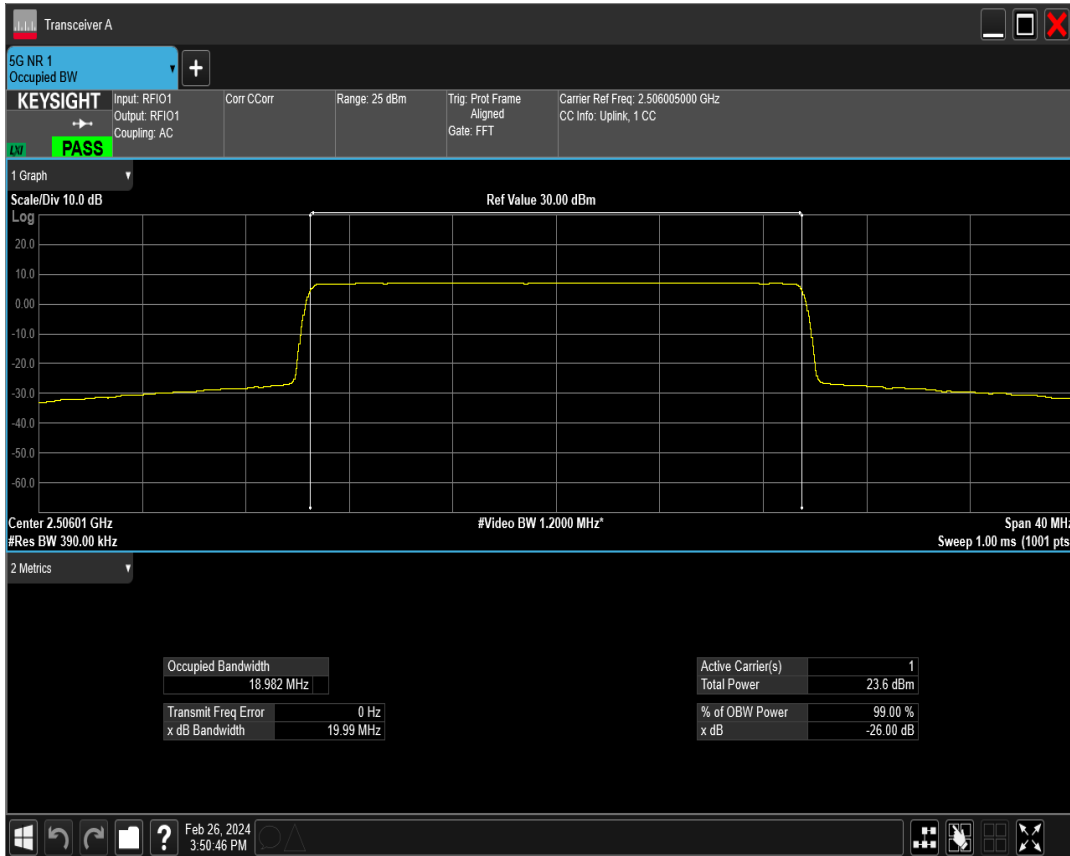 Transceiver A
5G NR 1
Occupied BW
KEYSIGHT
LXI
PASS
Input: RFIO1
Output: RFIO1
Coupling: AC
Corr CCorr
Range: 25 dBm
Trig: Prot Frame
Aligned
Gate: FFT
Carrier Ref Freq: 2.506005000 GHz
CC Info: Uplink, 1 CC
1 Graph
Scale/Div 10.0 dB
Ref Value 30.00 dBm
Log
20.0
10.0
0.00
-10.0
-20.0
-30.0
-40.0
-50.0
-60.0
Center 2.50601 GHz
#Video BW 1.2000 MHz*
Span 40 MHz
#Res BW 390.00 kHz
Sweep 1.00 ms (1001 pts
2 Metrics
Occupied Bandwidth
18.982 MHz
Transmit Freq Error 0 Hz
x dB Bandwidth 19.99 MHz
Active Carrier(s) 1
Total Power 23.6 dBm
% of OBW Power 99.00 %
x dB -26.00 dB
Feb 26, 2024
3:50:46 PM